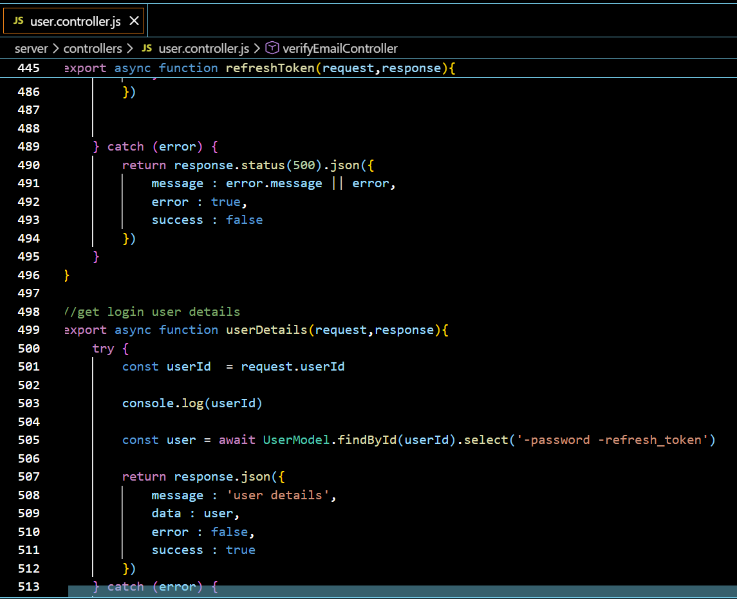 JS user.controller.js ×
server > controllers > JS user.controller.js > verifyEmailController
445 export async function refreshToken(request,response){
486 })
487
488
489 } catch (error) {
490 return response.status(500).json({
491 message : error.message || error,
492 error : true,
493 success : false
494 })
495 }
496 }
497
498 //get login user details
499 export async function userDetails(request,response){
500 try {
501 const userId  = request.userId
502
503 console.log(userId)
504
505 const user = await UserModel.findById(userId).select('-password -refresh_token')
506
507 return response.json({
508 message : 'user details',
509 data : user,
510 error : false,
511 success : true
512 })
513 } catch (error) {